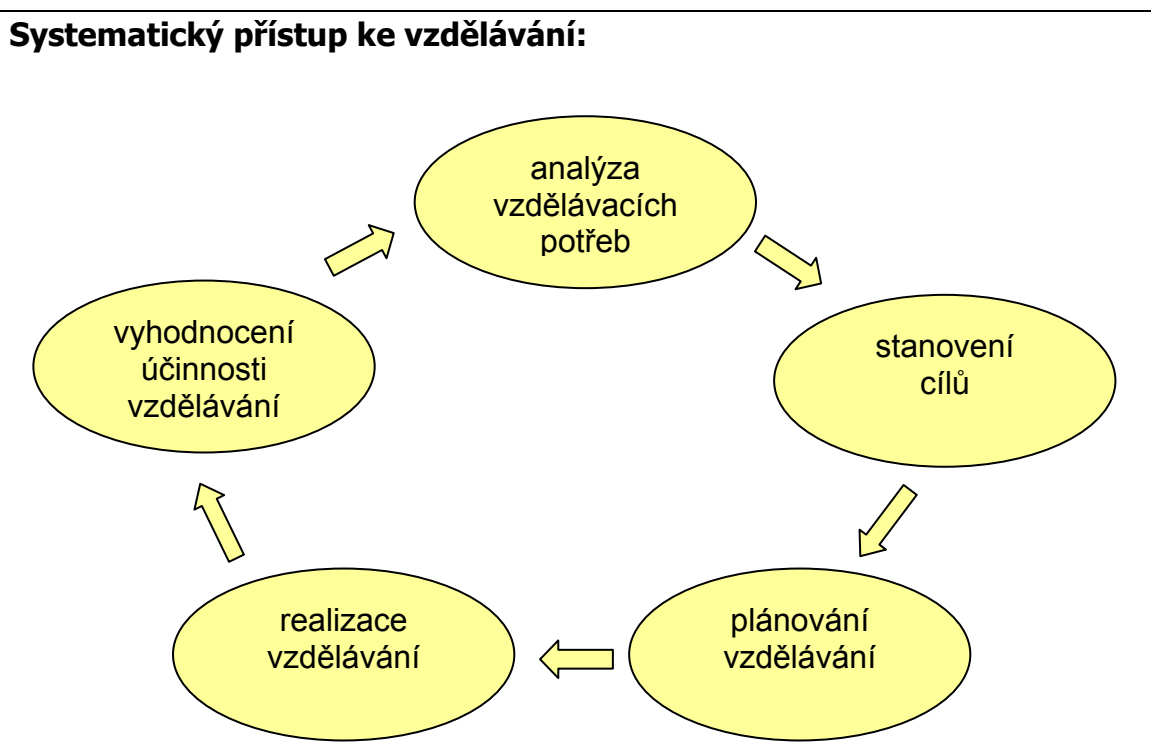 Systematický přístup ke vzdělávání:
analýza
vzdělávacích
potřeb
vyhodnocení
účinnosti
vzdělávání
stanovení
cílů
realizace
vzdělávání
plánování
vzdělávání